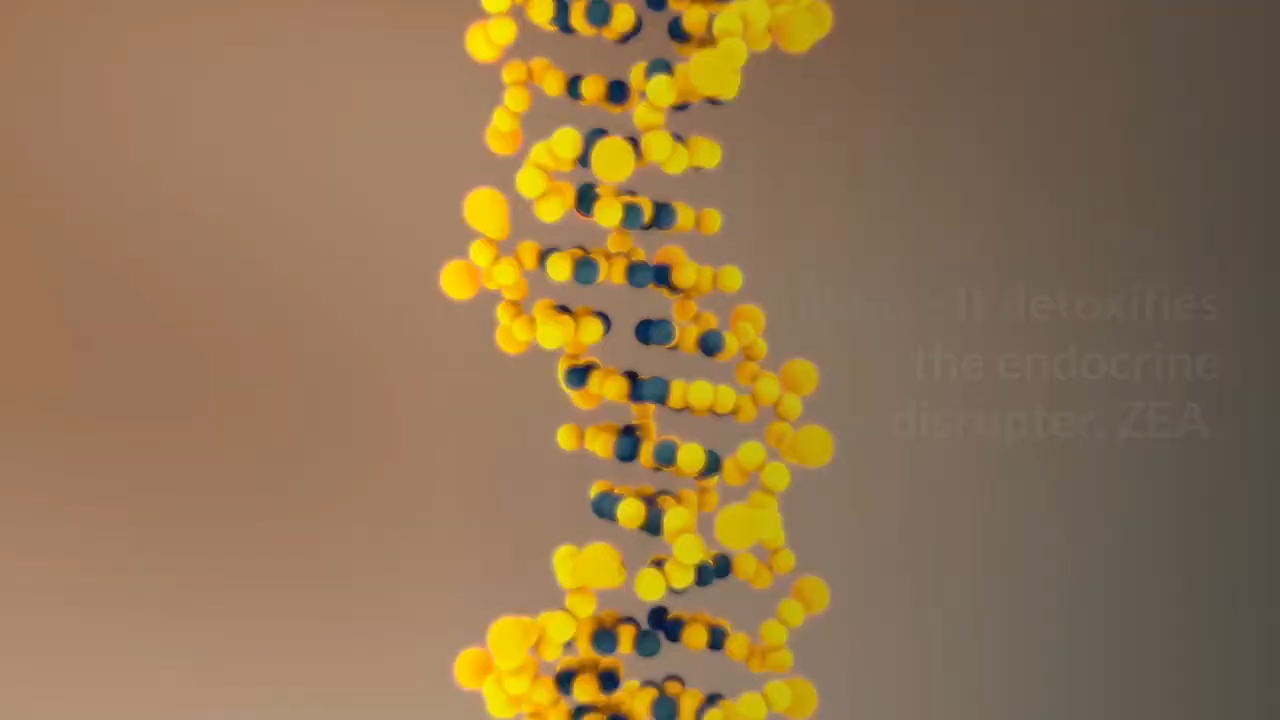 It detoxifies
the endocrine
disrupter, ZEA